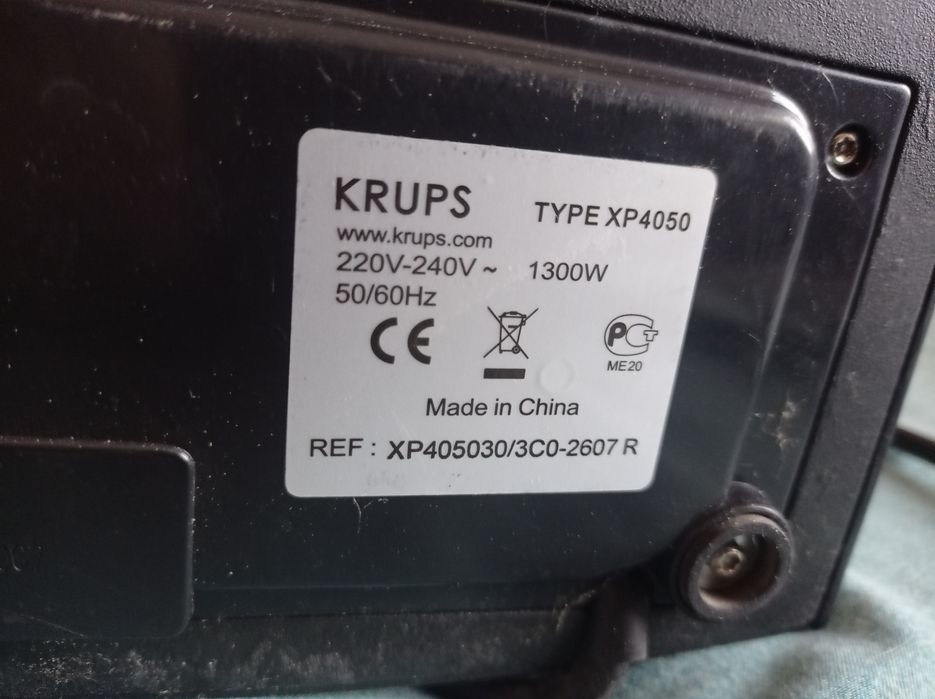 KRUPS TYPE XP4050
www.krups.com
220V-240V ~ 1300W
50/60Hz
CE PCT
ME20
Made in China
REF : XP405030/3C0-2607 R